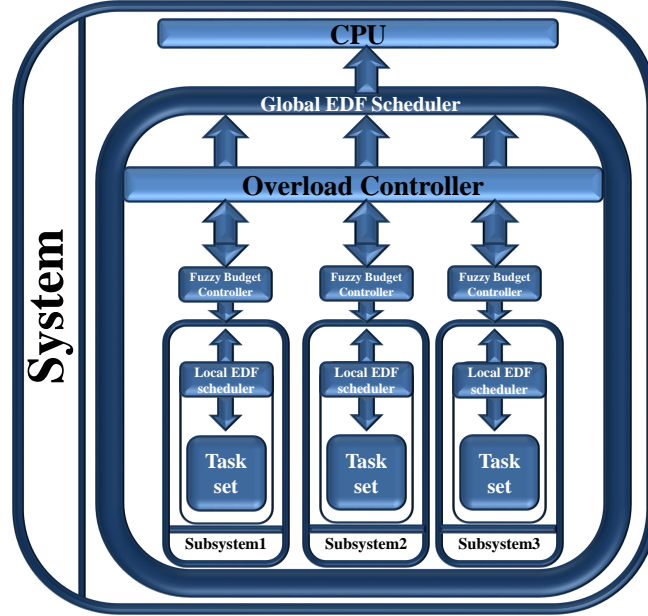 System
CPU
Global EDF Scheduler
Overload Controller
Fuzzy Budget
Controller
Fuzzy Budget
Controller
Fuzzy Budget
Controller
Local EDF
scheduler
Local EDF
scheduler
Local EDF
scheduler
Task
set
Task
set
Task
set
Subsystem1
Subsystem2
Subsystem3